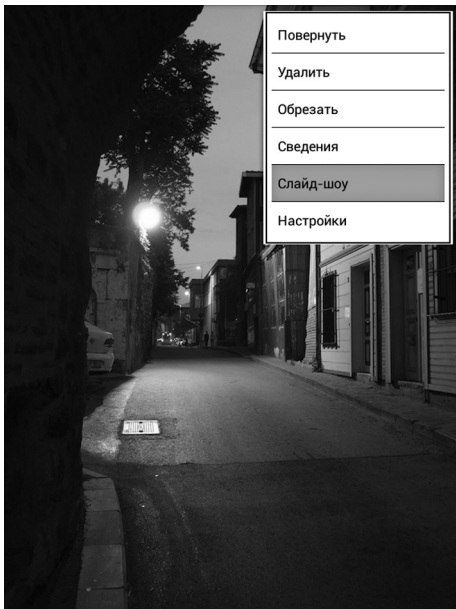 Повернуть
Удалить
Обрезать
Сведения
Слайд-шоу
Настройки